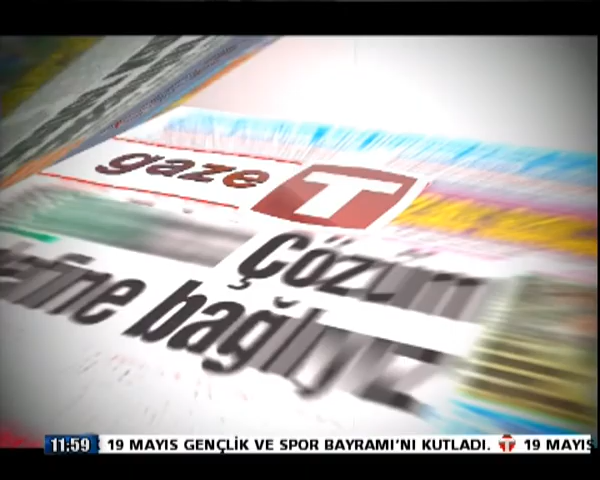 gaze T
Çözüm
bağlıyız
11:59 19 MAYIS GENÇLİK VE SPOR BAYRAMI'NI KUTLADI. T 19 MAYIS